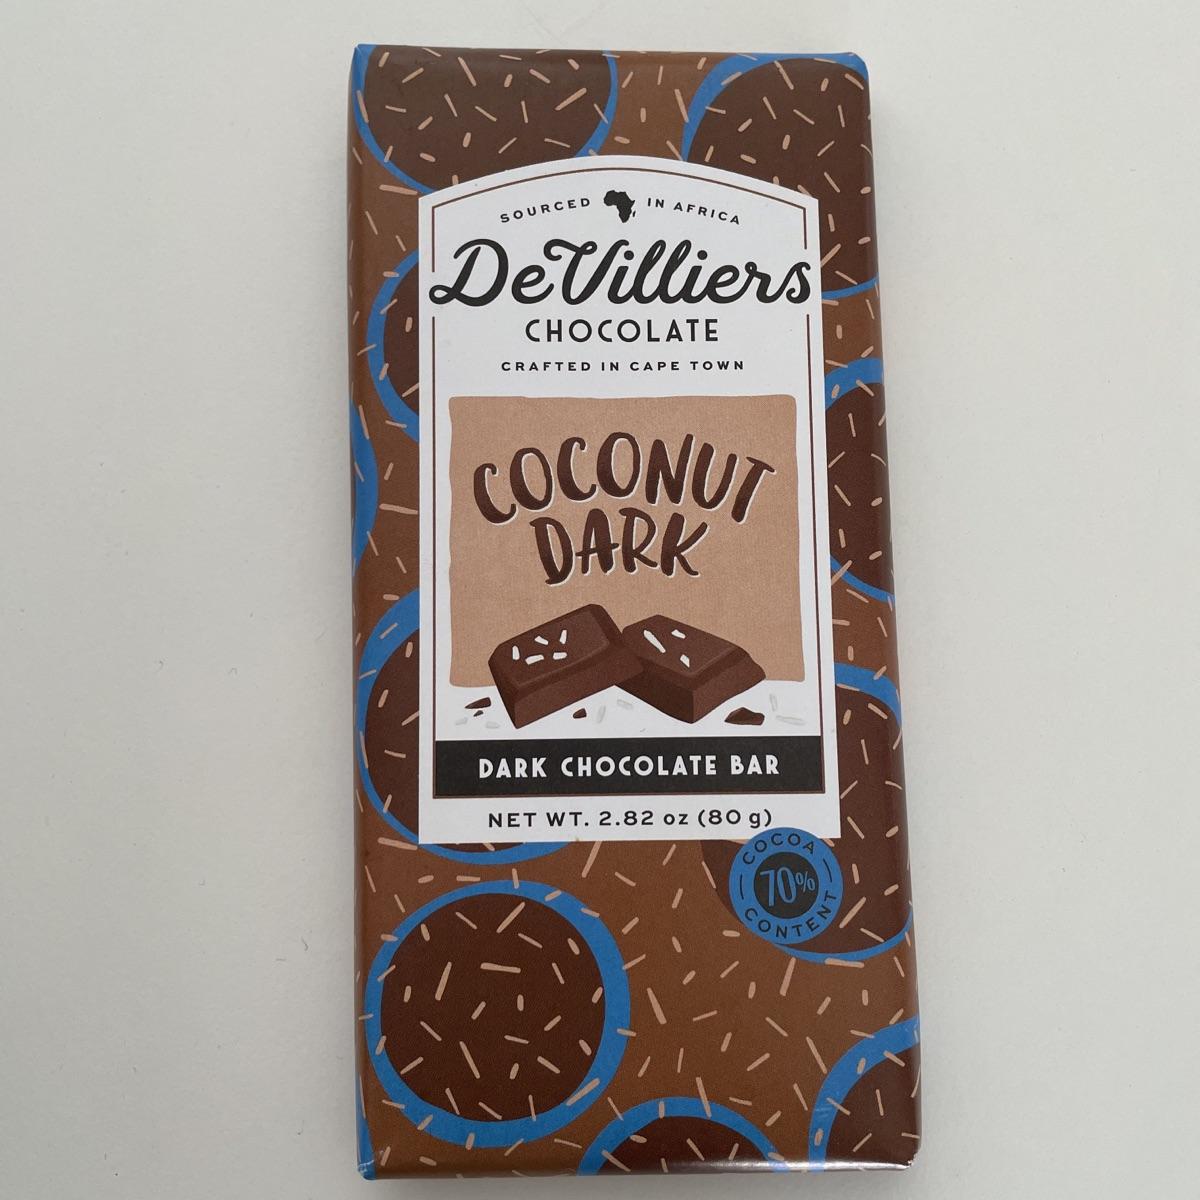 SOURCED IN AFRICA
DeVilliers
CHOCOLATE
CRAFTED IN CAPE TOWN
COCONUT
DARK
DARK CHOCOLATE BAR
NET WT. 2.82 oz (80 g)
COCOA
70%
CONTENT